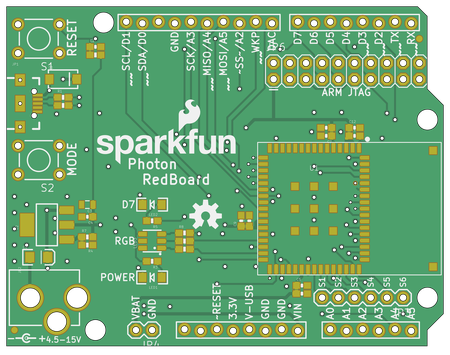 RESET
S1
MODE
S2
SCL/D1
SDA/D0
GND
SCK/A3
MISO/A4
MOSI/A5
-SS-/A2
WKP
DAC
D7
D6
D5
D4
D3
D2
TX
RX
ARM JTAG
sparkfun
Photon
RedBoard
D7
RGB
POWER
VBAT
GND
-RESET
3.3V
V-USB
GND
GND
VIN
S1
S2
S3
S4
S5
S6
A0
A1
A2
A3
A4
A5
4.5-15V